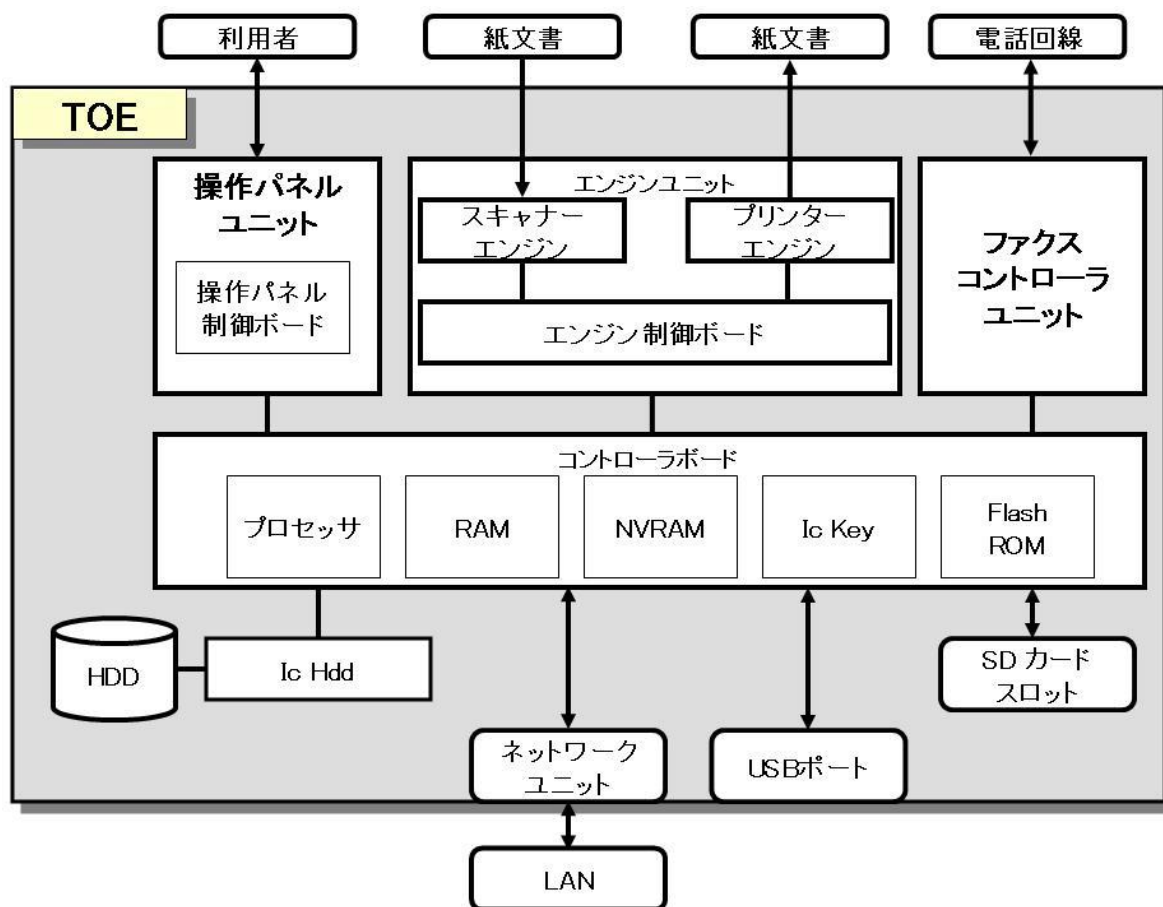 利用者
紙文書
紙文書
電話回線
TOE
操作パネル
ユニット
操作パネル
制御ボード
エンジンユニット
スキャナー
エンジン
プリンター
エンジン
エンジン制御ボード
ファクス
コントローラ
ユニット
コントローラボード
プロセッサ
RAM
NVRAM
Ic Key
Flash
ROM
HDD
Ic Hdd
SD カード
スロット
ネットワーク
ユニット
USBポート
LAN